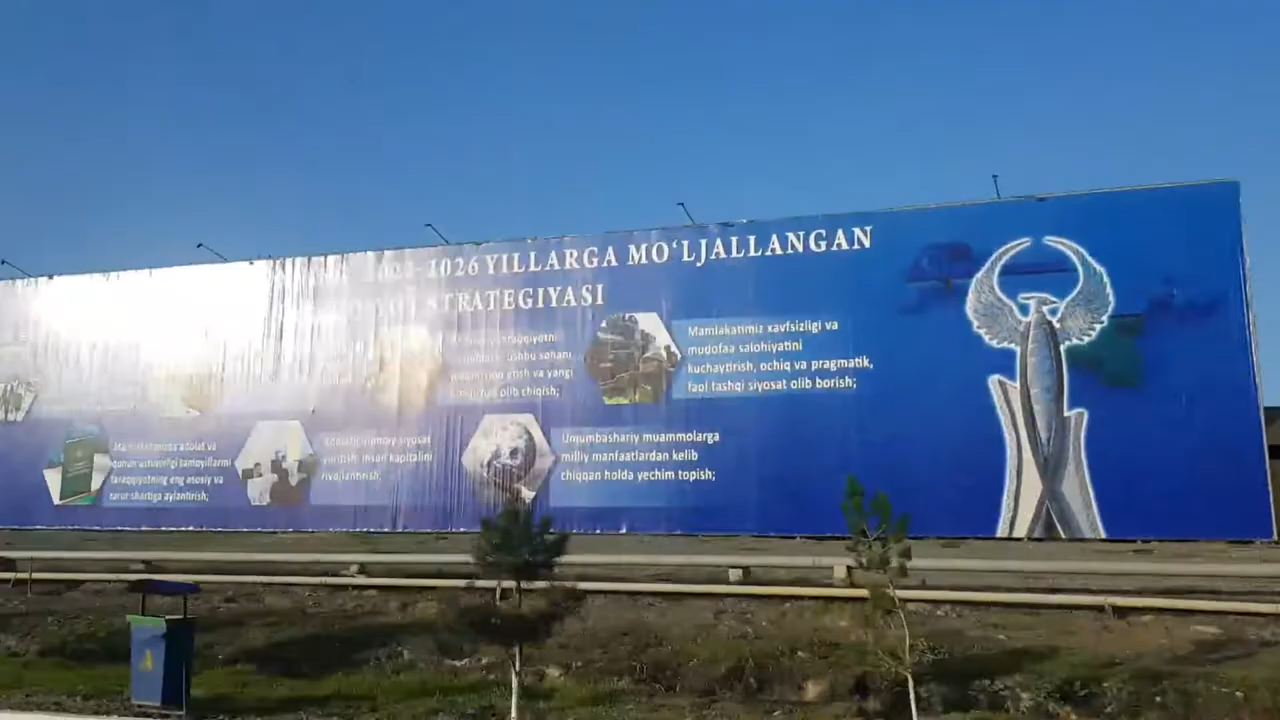 2022-2026 YILLARGA MO‘LJALLANGAN
STRATEGIYASI
ushbu sohani
etish va yangi
olib chiqish;
Mamlakatimiz xavfsizligi va
mudofaa salohiyatini
kuchaytirish, ochiq va pragmatik,
faol tashqi siyosat olib borish;
adolat va
qonun ustuvorligi tamoyillarini
taraqqiyotning eng asosiy va
zarur shartiga aylantirish;
siyosat
yuritish, inson kapitalini
rivojlantirish;
Umumbashariy muammolarga
milliy manfaatlardan kelib
chiqqan holda yechim topish;